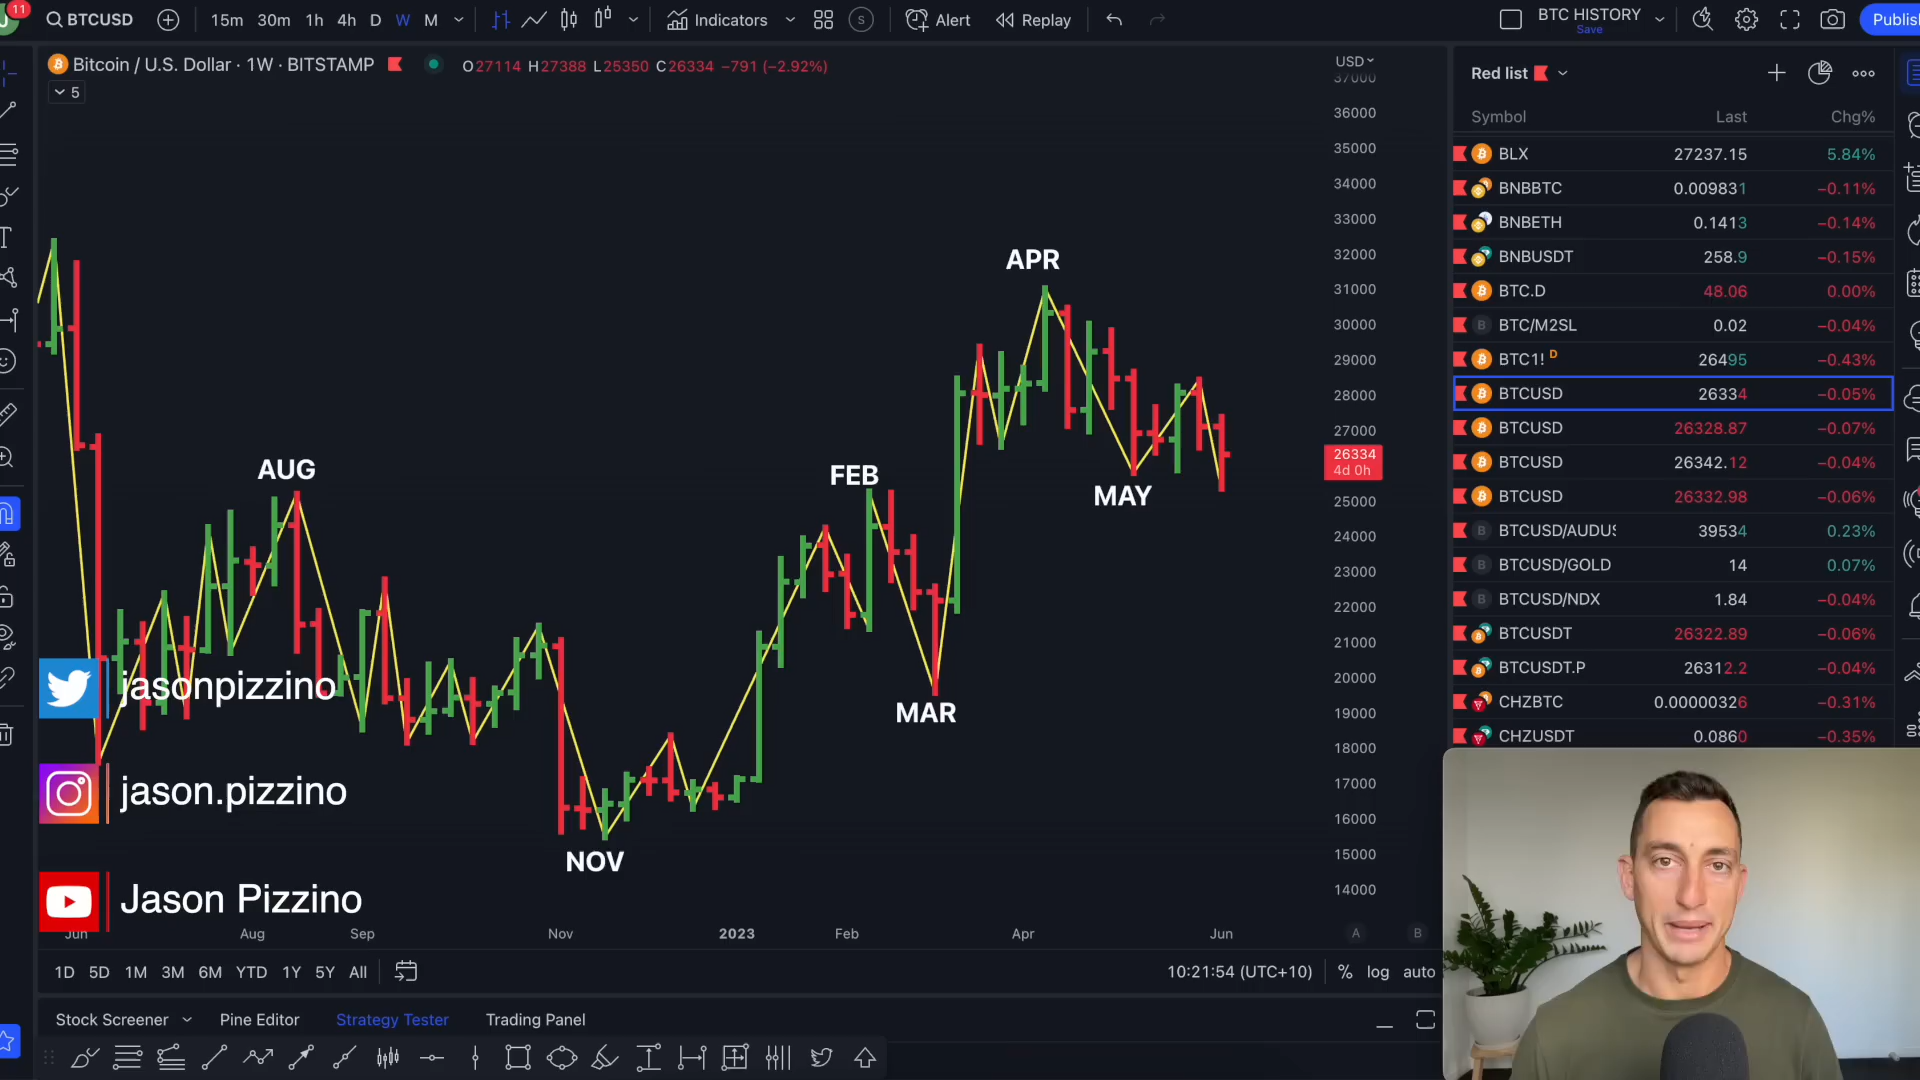 11
BTCUSD
15m 30m 1h 4h D W M
Indicators
S
Alert
Replay
BTC HISTORY
Save
Publis
Bitcoin / U.S. Dollar · 1W · BITSTAMP
O27114 H27388 L25350 C26334 −791 (−2.92%)
5
USD
37000
36000
35000
34000
33000
32000
31000
30000
29000
28000
27000
26334
4d 0h
25000
24000
23000
22000
21000
20000
19000
18000
17000
16000
15000
14000
APR
AUG
FEB
MAY
MAR
NOV
jasonpizzino
jason.pizzino
Jason Pizzino
Jun Aug Sep Nov 2023 Feb Apr Jun
A B
1D 5D 1M 3M 6M YTD 1Y 5Y All
10:21:54 (UTC+10) % log auto
Stock Screener Pine Editor Strategy Tester Trading Panel
Red list
Symbol Last Chg%
BLX 27237.15 5.84%
BNBBTC 0.009831 −0.11%
BNBETH 0.1413 −0.14%
BNBUSDT 258.9 −0.15%
BTC.D 48.06 0.00%
BTC/M2SL 0.02 −0.04%
BTC1! D 26495 −0.43%
BTCUSD 26334 −0.05%
BTCUSD 26328.87 −0.07%
BTCUSD 26342.12 −0.04%
BTCUSD 26332.98 −0.06%
BTCUSD/AUDUS 39534 0.23%
BTCUSD/GOLD 14 0.07%
BTCUSD/NDX 1.84 −0.04%
BTCUSDT 26322.89 −0.06%
BTCUSDT.P 26312.2 −0.04%
CHZBTC 0.00000326 −0.31%
CHZUSDT 0.0860 −0.35%